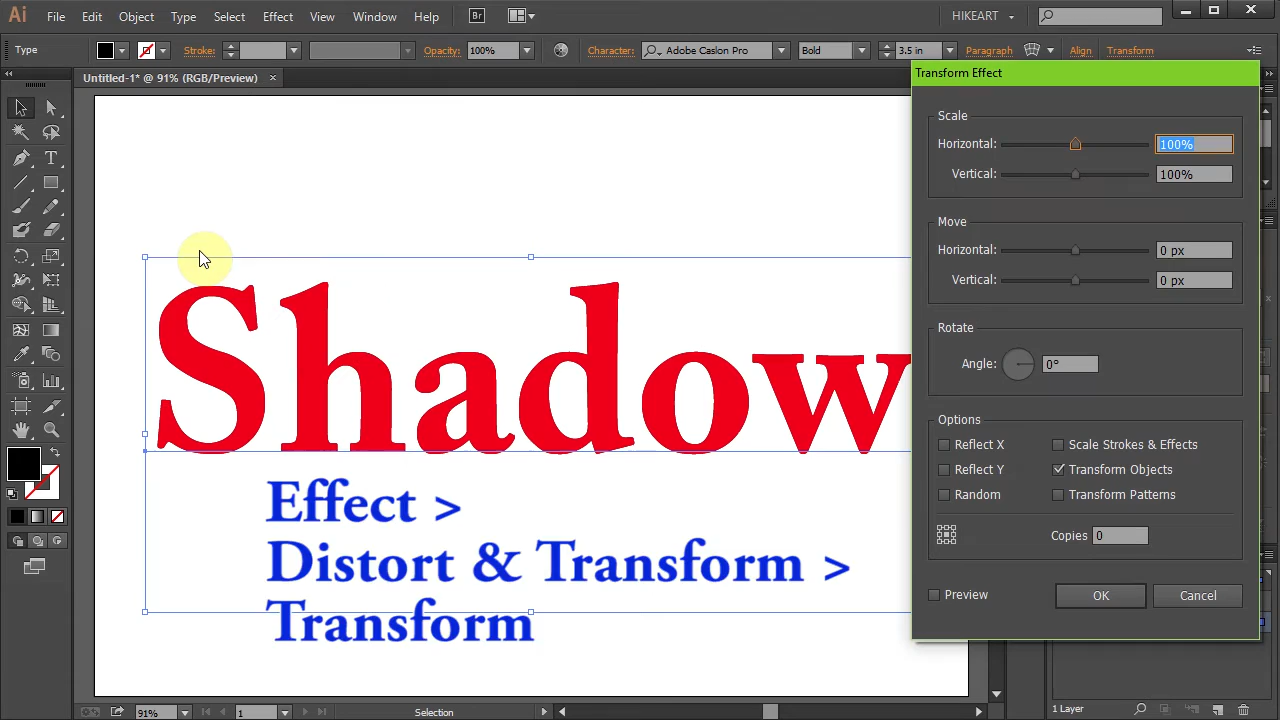 Ai File Edit Object Type Select Effect View Window Help Br HIKEART
Type Stroke: Opacity: 100% Character: Adobe Caslon Pro Bold 3.5 in Paragraph Align Transform
Untitled-1* @ 91% (RGB/Preview) ×
Transform Effect
Scale
Horizontal: 100%
Vertical: 100%
Move
Horizontal: 0 px
Vertical: 0 px
Rotate
Angle: 0°
Options
Reflect X Scale Strokes & Effects
Reflect Y Transform Objects
Random Transform Patterns
Copies 0
Preview OK Cancel
Shadow
Effect >
Distort & Transform >
Transform
91% 1 Selection
1 Layer